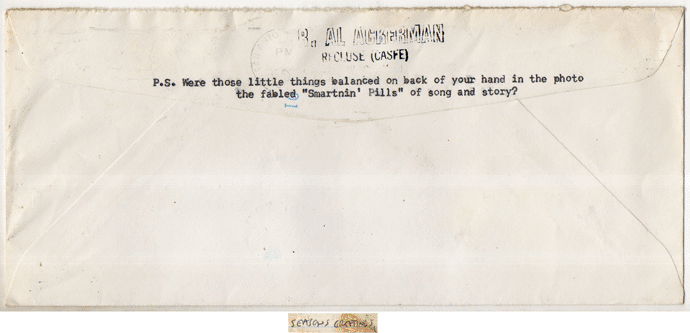 R. AL ACKERMAN
RECLUSE (CASFE)
P.S. Were those little things balanced on back of your hand in the photo
the fabled "Smartnin' Pills" of song and story?
SEASONS GREETINGS